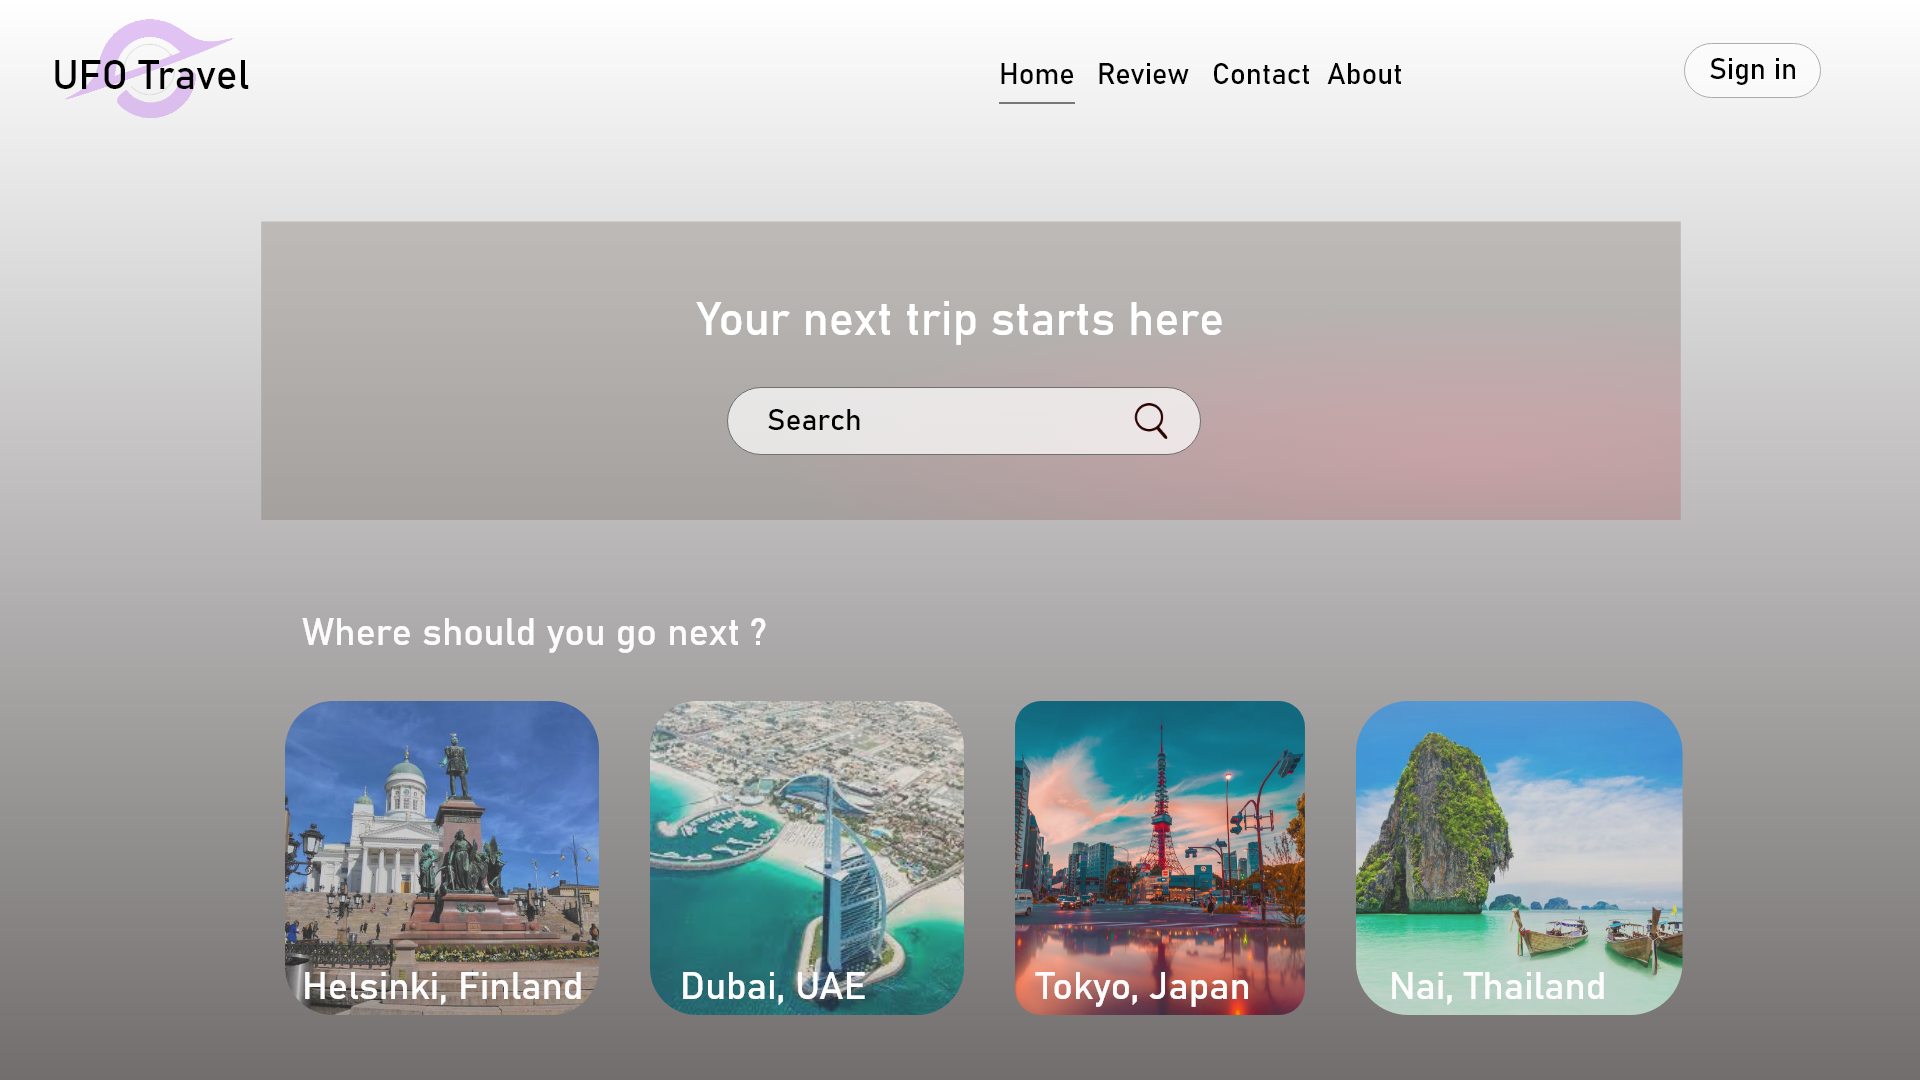 UFO Travel
Home Review Contact About
Sign in
Your next trip starts here
Search
Where should you go next ?
Helsinki, Finland
Dubai, UAE
Tokyo, Japan
Nai, Thailand